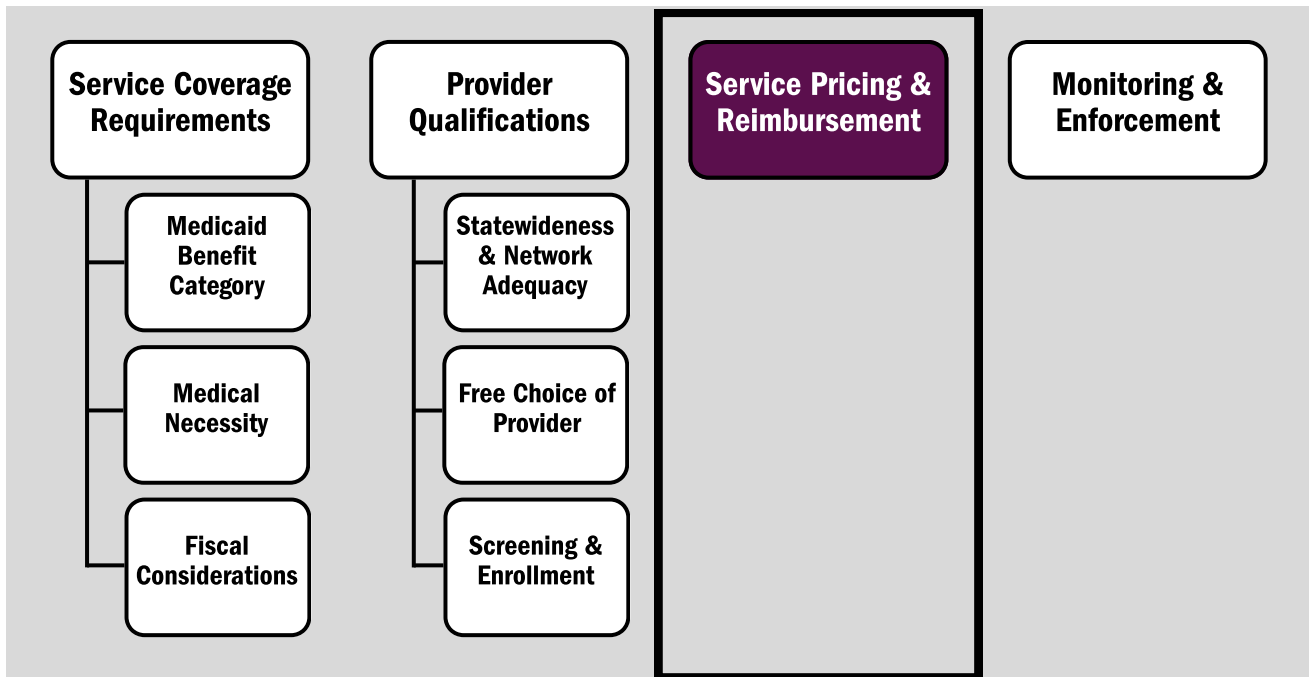 Service Coverage
Requirements
Medicaid
Benefit
Category
Medical
Necessity
Fiscal
Considerations
Provider
Qualifications
Statewideness
& Network
Adequacy
Free Choice of
Provider
Screening &
Enrollment
Service Pricing &
Reimbursement
Monitoring &
Enforcement